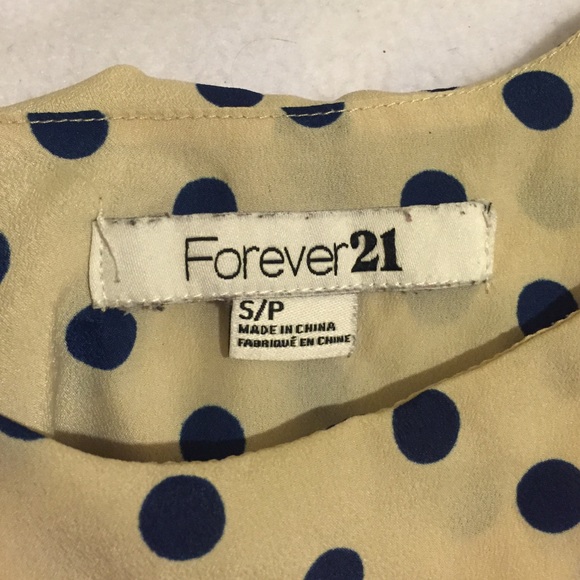 Forever21
S/P
MADE IN CHINA
FABRIQUÉ EN CHINE